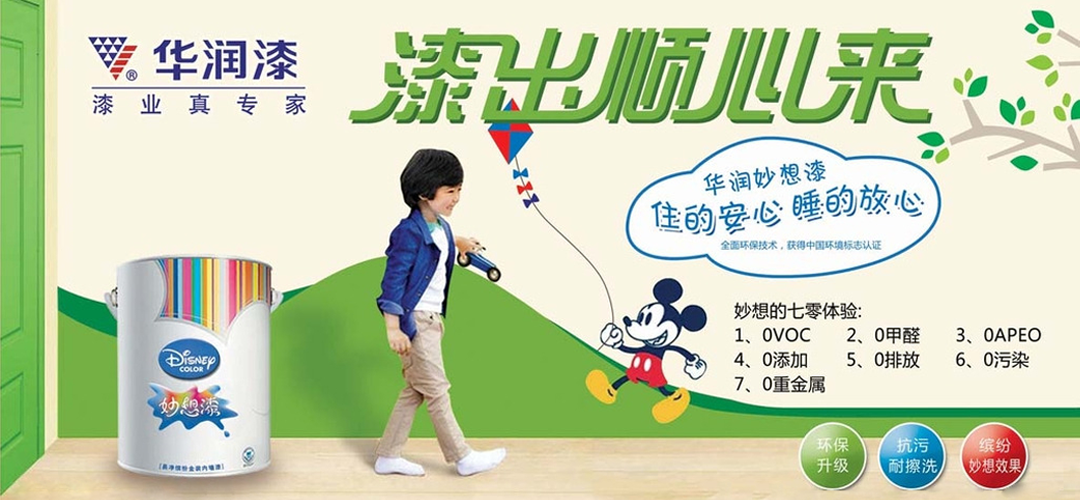 华润漆
漆业真专家
漆出顺心来
华润妙想漆
住的安心 睡的放心
全面环保技术，获得中国环境标志认证
妙想的七零体验:
1、0VOC 2、0甲醛 3、0APEO
4、0添加 5、0排放 6、0污染
7、0重金属
DISNEY
COLOR
妙想漆
环保
升级
抗污
耐擦洗
缤纷
妙想效果